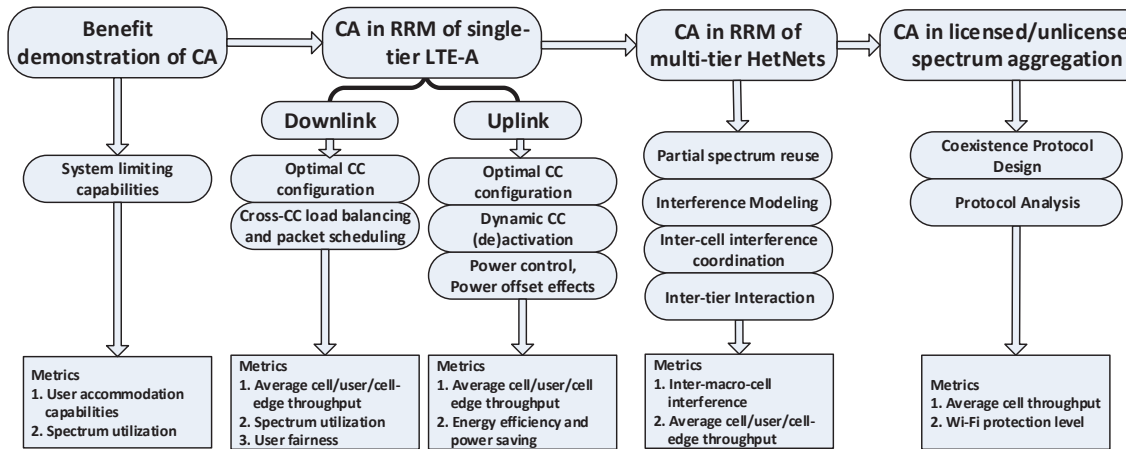 Benefit
demonstration of CA
CA in RRM of single-
tier LTE-A
CA in RRM of
multi-tier HetNets
CA in licensed/unlicense
spectrum aggregation
Downlink
Uplink
System limiting
capabilities
Optimal CC
configuration
Cross-CC load balancing
and packet scheduling
Optimal CC
configuration
Dynamic CC
(de)activation
Power control,
Power offset effects
Partial spectrum reuse
Interference Modeling
Inter-cell interference
coordination
Inter-tier Interaction
Coexistence Protocol
Design
Protocol Analysis
Metrics
1. User accommodation
capabilities
2. Spectrum utilization
Metrics
1. Average cell/user/cell-
edge throughput
2. Spectrum utilization
3. User fairness
Metrics
1. Average cell/user/cell
edge throughput
2. Energy efficiency and
power saving
Metrics
1. Inter-macro-cell
interference
2. Average cell/user/cell-
edge throughput
Metrics
1. Average cell throughput
2. Wi-Fi protection level